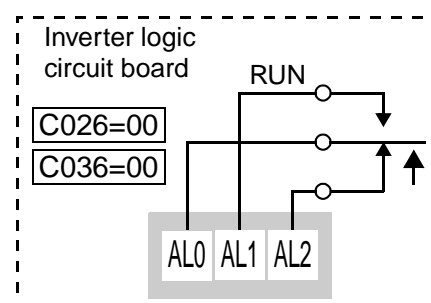 Inverter logic
circuit board
RUN
C026=00
C036=00
AL0 AL1 AL2